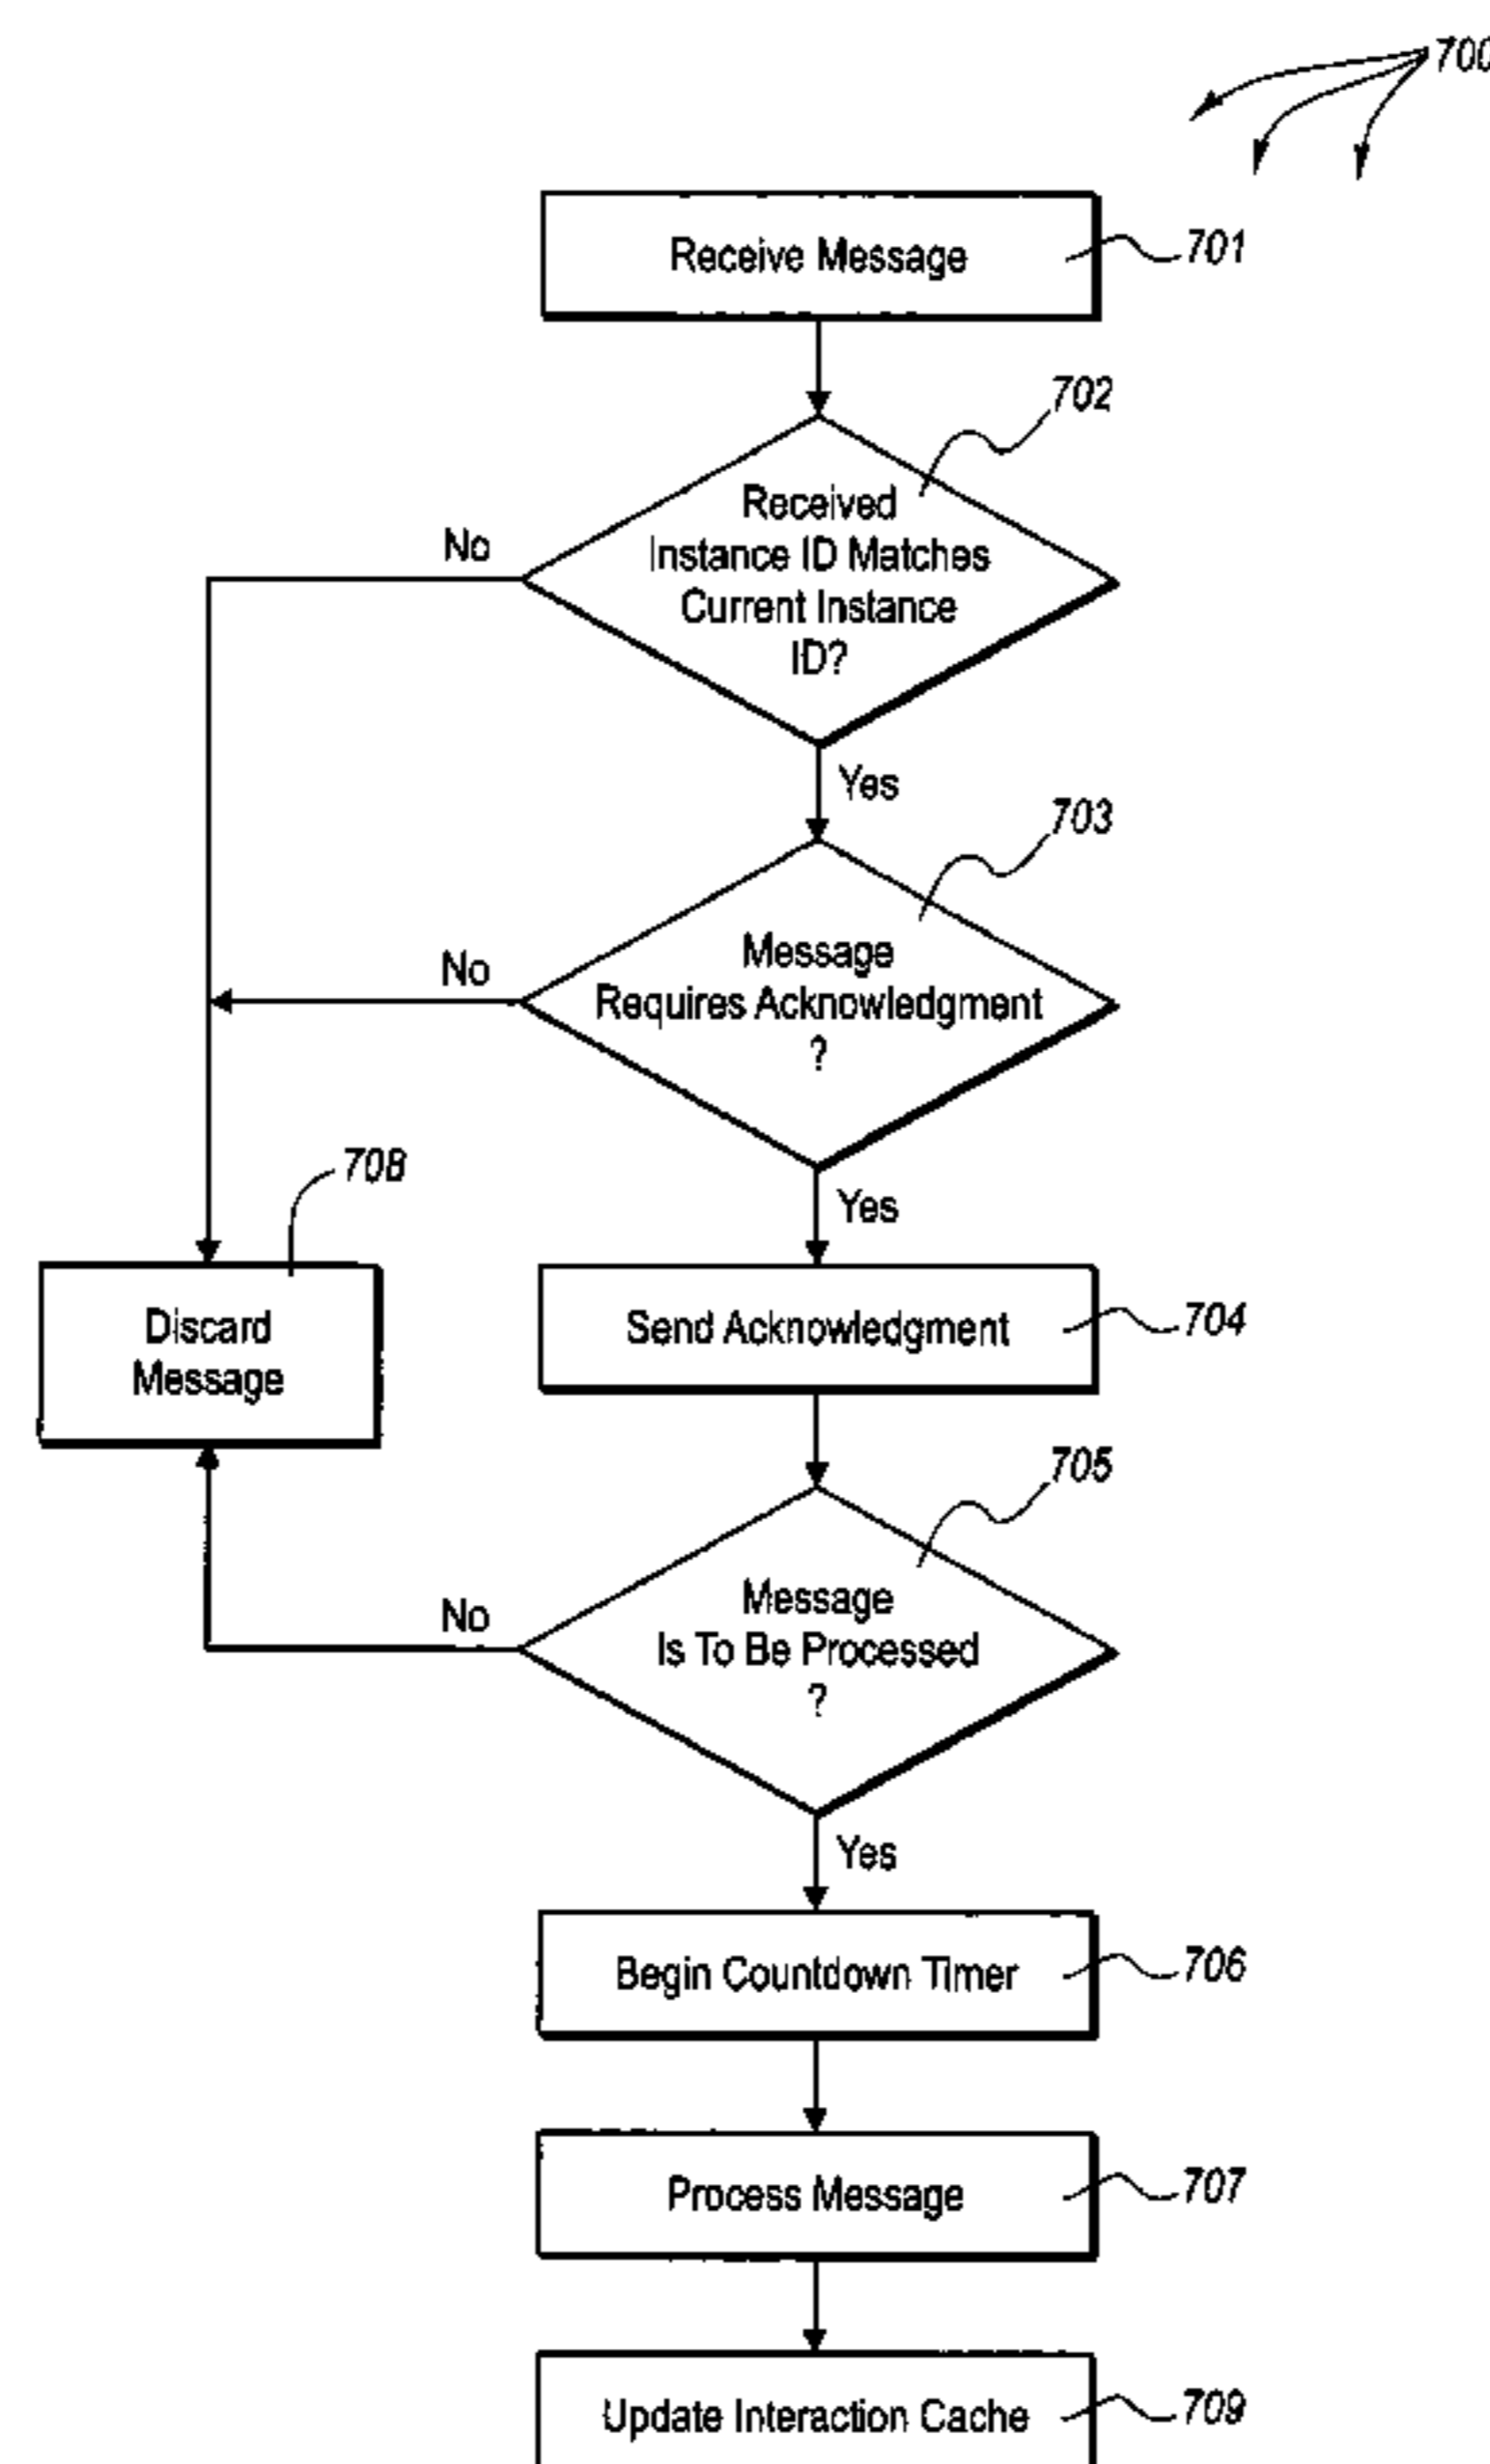 700
Receive Message
701
702
Received
Instance ID Matches
Current Instance
ID?
No
Yes
703
Message
Requires Acknowledgment
?
No
Yes
708
Discard
Message
Send Acknowledgment
704
705
Message
Is To Be Processed
?
No
Yes
Begin Countdown Timer
706
Process Message
707
Update Interaction Cache
709